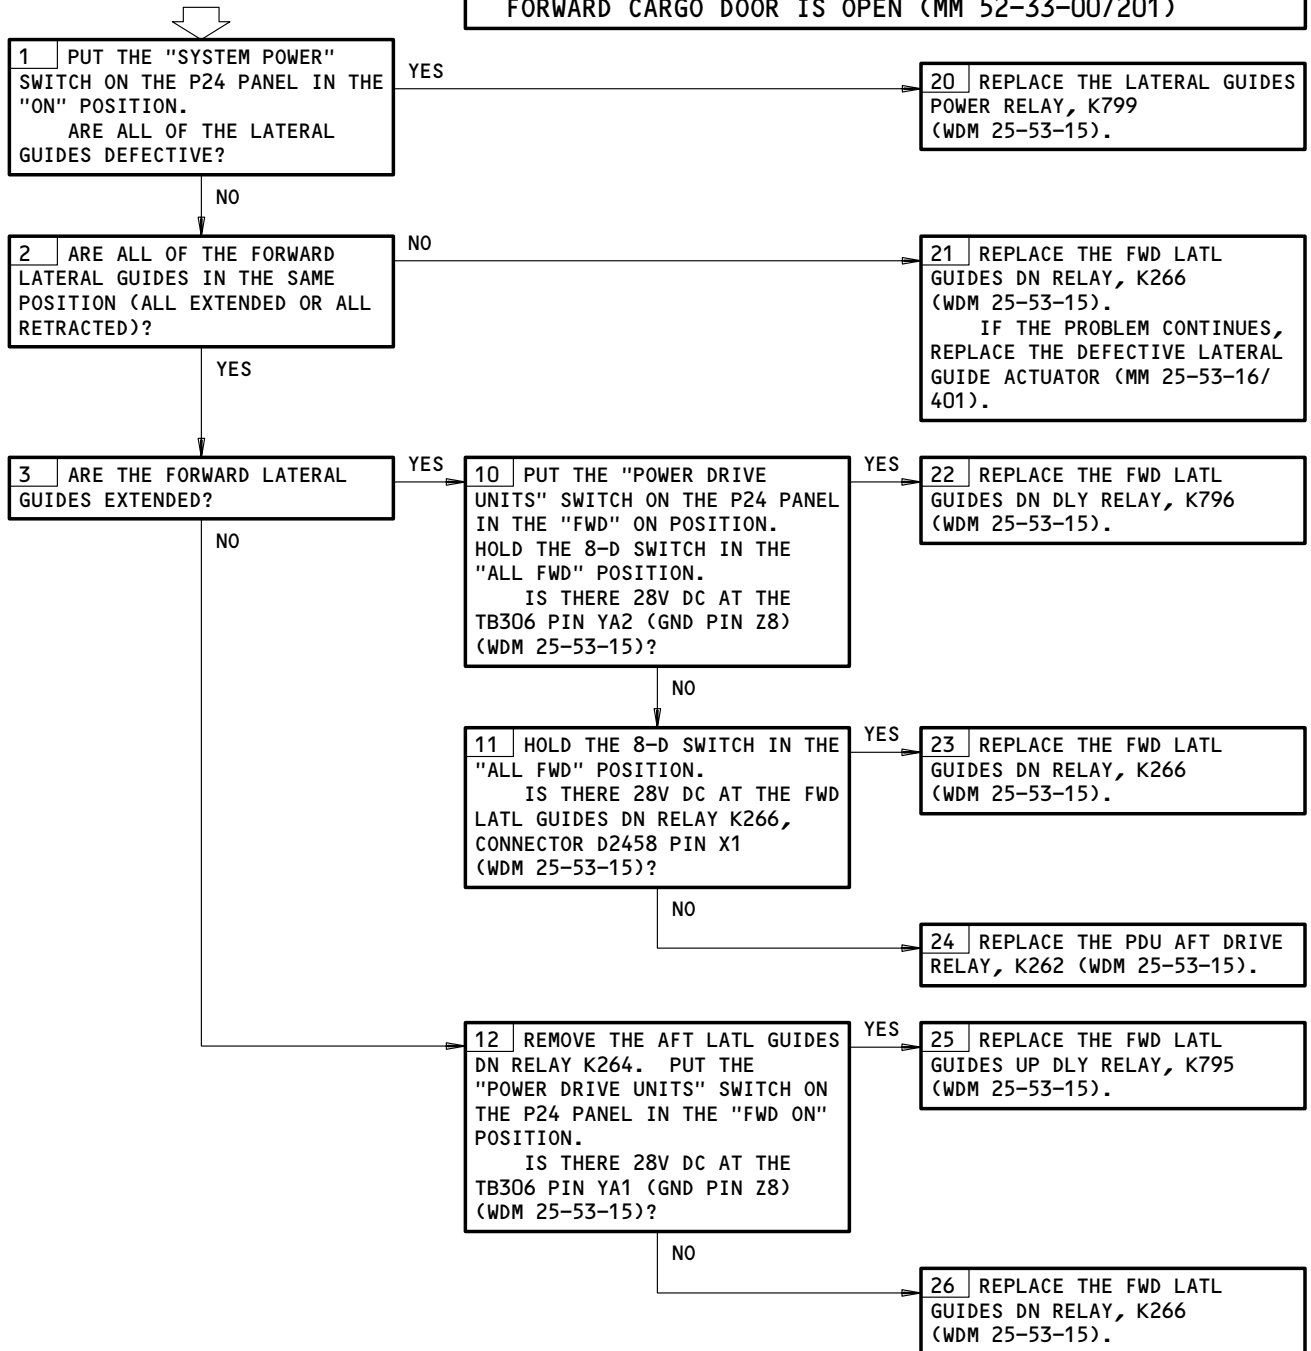 FORWARD CARGO DOOR IS OPEN (MM 52-33-00/201)
1 PUT THE "SYSTEM POWER"
SWITCH ON THE P24 PANEL IN THE
"ON" POSITION.
ARE ALL OF THE LATERAL
GUIDES DEFECTIVE?
YES
20 REPLACE THE LATERAL GUIDES
POWER RELAY, K799
(WDM 25-53-15).
NO
2 ARE ALL OF THE FORWARD
LATERAL GUIDES IN THE SAME
POSITION (ALL EXTENDED OR ALL
RETRACTED)?
NO
21 REPLACE THE FWD LATL
GUIDES DN RELAY, K266
(WDM 25-53-15).
IF THE PROBLEM CONTINUES,
REPLACE THE DEFECTIVE LATERAL
GUIDE ACTUATOR (MM 25-53-16/
401).
YES
3 ARE THE FORWARD LATERAL
GUIDES EXTENDED?
YES
10 PUT THE "POWER DRIVE
UNITS" SWITCH ON THE P24 PANEL
IN THE "FWD" ON POSITION.
HOLD THE 8-D SWITCH IN THE
"ALL FWD" POSITION.
IS THERE 28V DC AT THE
TB306 PIN YA2 (GND PIN Z8)
(WDM 25-53-15)?
YES
22 REPLACE THE FWD LATL
GUIDES DN DLY RELAY, K796
(WDM 25-53-15).
NO
NO
11 HOLD THE 8-D SWITCH IN THE
"ALL FWD" POSITION.
IS THERE 28V DC AT THE FWD
LATL GUIDES DN RELAY K266,
CONNECTOR D2458 PIN X1
(WDM 25-53-15)?
YES
23 REPLACE THE FWD LATL
GUIDES DN RELAY, K266
(WDM 25-53-15).
NO
24 REPLACE THE PDU AFT DRIVE
RELAY, K262 (WDM 25-53-15).
12 REMOVE THE AFT LATL GUIDES
DN RELAY K264. PUT THE
"POWER DRIVE UNITS" SWITCH ON
THE P24 PANEL IN THE "FWD ON"
POSITION.
IS THERE 28V DC AT THE
TB306 PIN YA1 (GND PIN Z8)
(WDM 25-53-15)?
YES
25 REPLACE THE FWD LATL
GUIDES UP DLY RELAY, K795
(WDM 25-53-15).
NO
26 REPLACE THE FWD LATL
GUIDES DN RELAY, K266
(WDM 25-53-15).